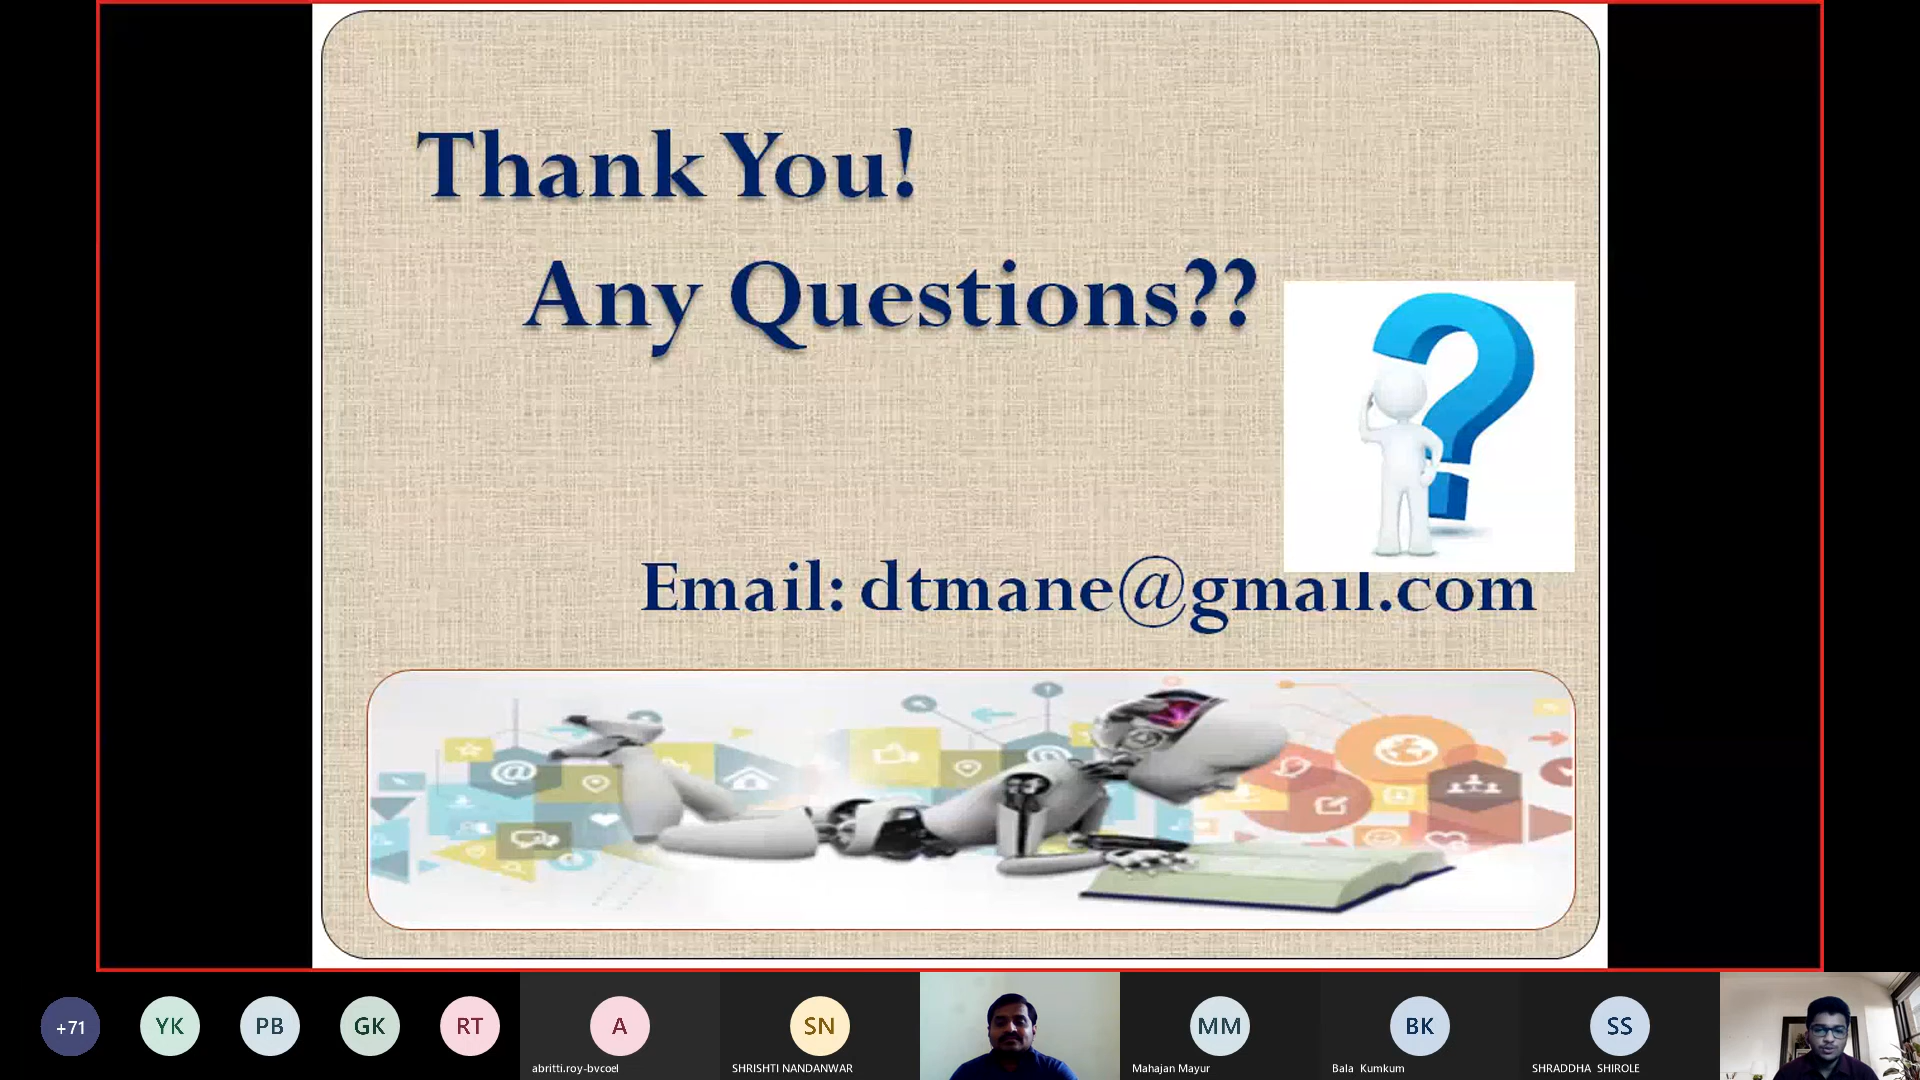 Thank You!
Any Questions??
Email: dtmane@gmail.com
+71
YK
PB
GK
RT
A
SN
MM
BK
SS
abritti.roy-bvcoel
SHRISHTI NANDANWAR
Mahajan Mayur
Bala Kumkum
SHRADDHA SHIROLE